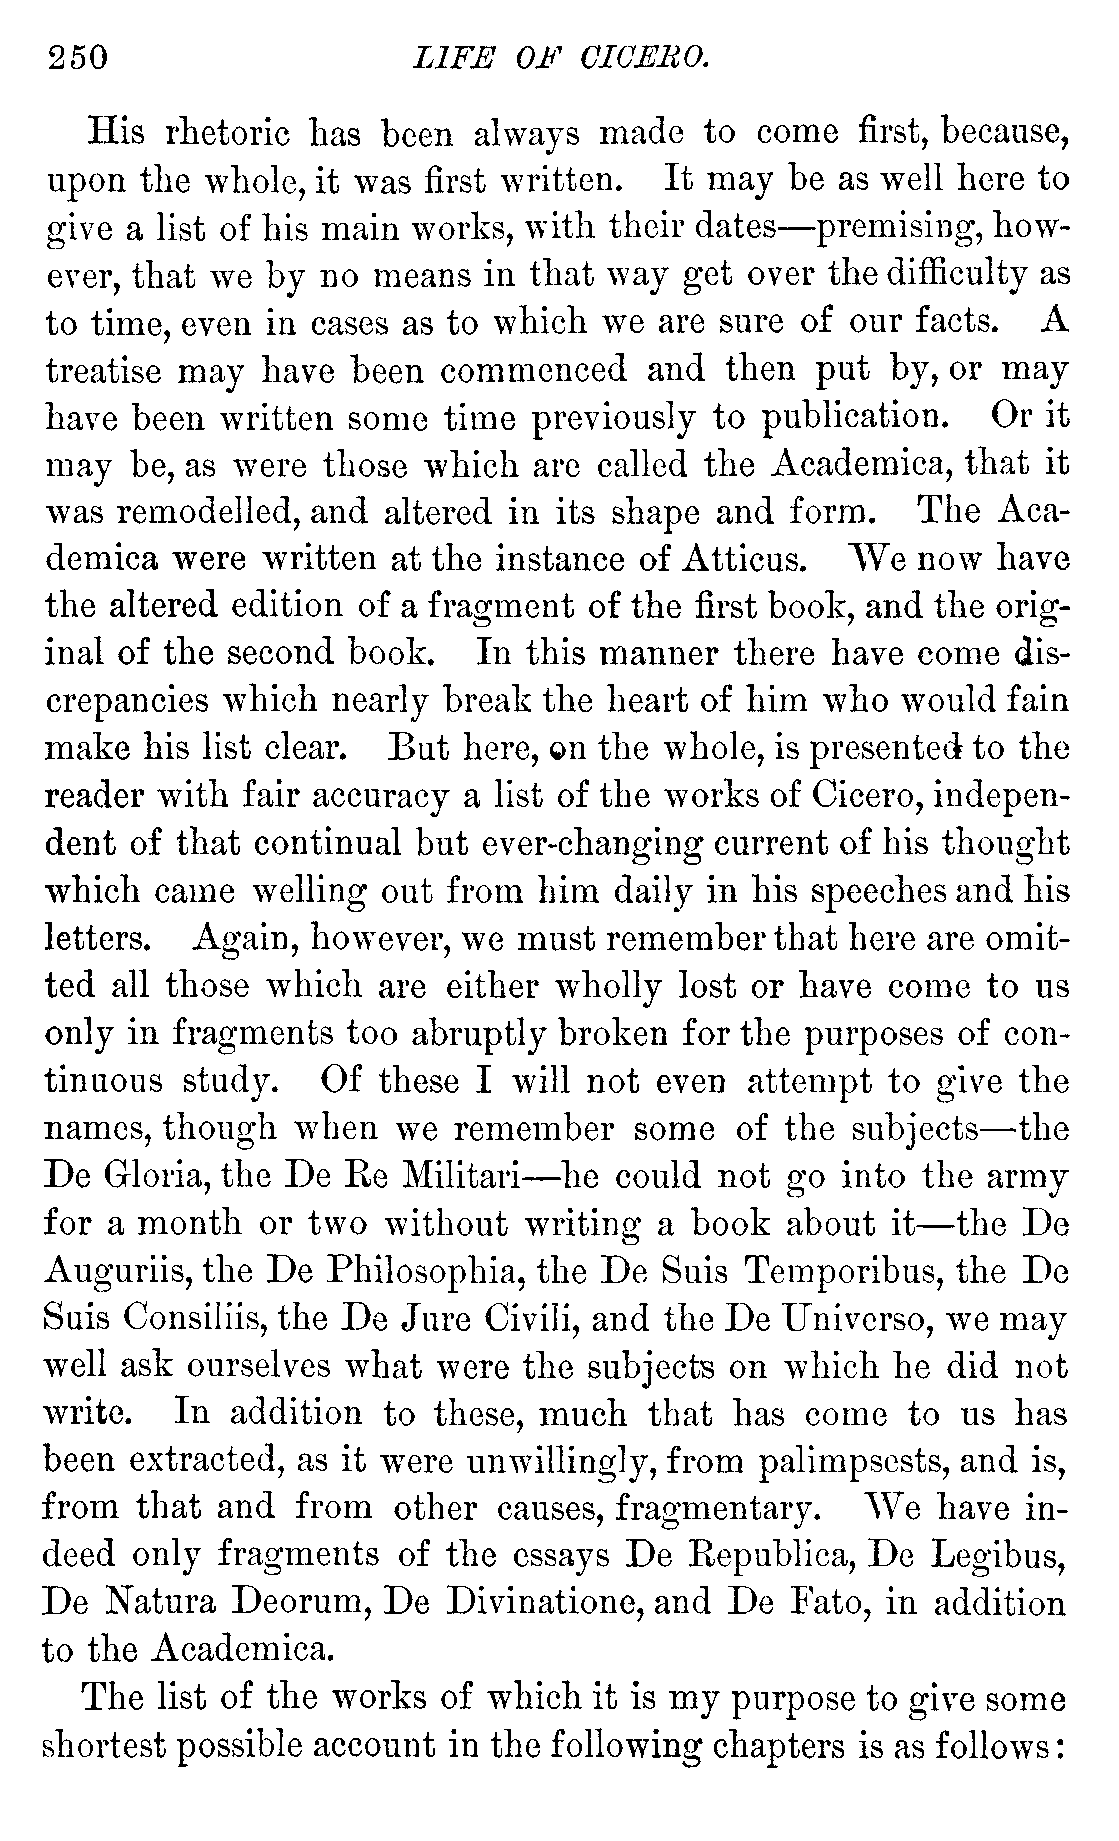 250 LIFE OF CICERO.
His rhetoric has been always made to come first, because,
upon the whole, it was first written. It may be as well here to
give a list of his main works, with their dates—premising, how-
ever, that we by no means in that way get over the difficulty as
to time, even in cases as to which we are sure of our facts. A
treatise may have been commenced and then put by, or may
have been written some time previously to publication. Or it
may be, as were those which are called the Academica, that it
was remodelled, and altered in its shape and form. The Aca-
demica were written at the instance of Atticus. We now have
the altered edition of a fragment of the first book, and the orig-
inal of the second book. In this manner there have come dis-
crepancies which nearly break the heart of him who would fain
make his list clear. But here, on the whole, is presented to the
reader with fair accuracy a list of the works of Cicero, indepen-
dent of that continual but ever-changing current of his thought
which came welling out from him daily in his speeches and his
letters. Again, however, we must remember that here are omit-
ted all those which are either wholly lost or have come to us
only in fragments too abruptly broken for the purposes of con-
tinuous study. Of these I will not even attempt to give the
names, though when we remember some of the subjects—the
De Gloria, the De Re Militari—he could not go into the army
for a month or two without writing a book about it—the De
Auguriis, the De Philosophia, the De Suis Temporibus, the De
Suis Consiliis, the De Jure Civili, and the De Universo, we may
well ask ourselves what were the subjects on which he did not
write. In addition to these, much that has come to us has
been extracted, as it were unwillingly, from palimpsests, and is,
from that and from other causes, fragmentary. We have in-
deed only fragments of the essays De Republica, De Legibus,
De Natura Deorum, De Divinatione, and De Fato, in addition
to the Academica.
The list of the works of which it is my purpose to give some
shortest possible account in the following chapters is as follows: